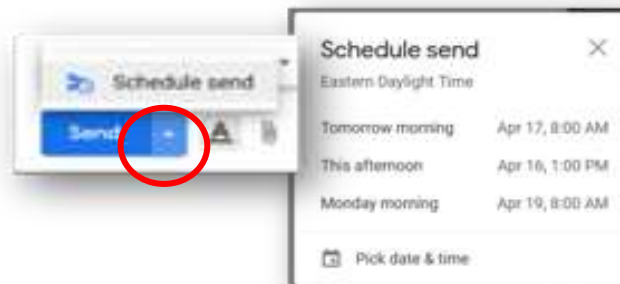 Schedule send
Send
A
Schedule send
Eastern Daylight Time
Tomorrow morning Apr 17, 8:00 AM
This afternoon Apr 16, 1:00 PM
Monday morning Apr 19, 8:00 AM
Pick date & time